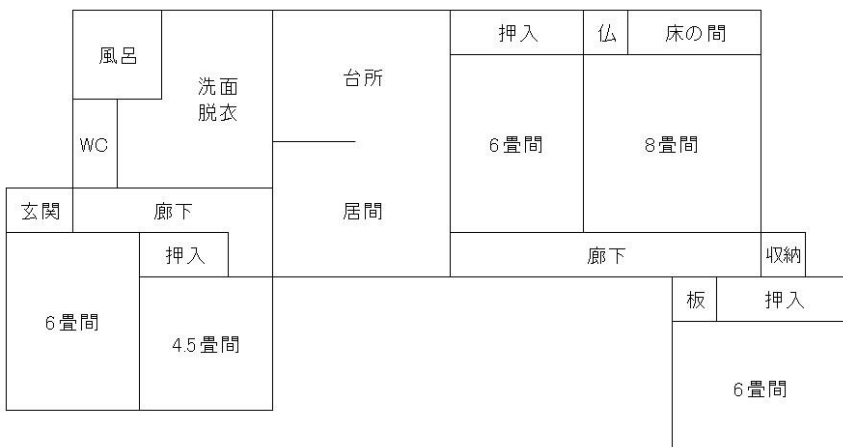 押入
仏
床の間
風呂
洗面
脱衣
台所
WC
6畳間
8畳間
玄関
廊下
居間
押入
廊下
収納
板
押入
6畳間
4.5畳間
6畳間